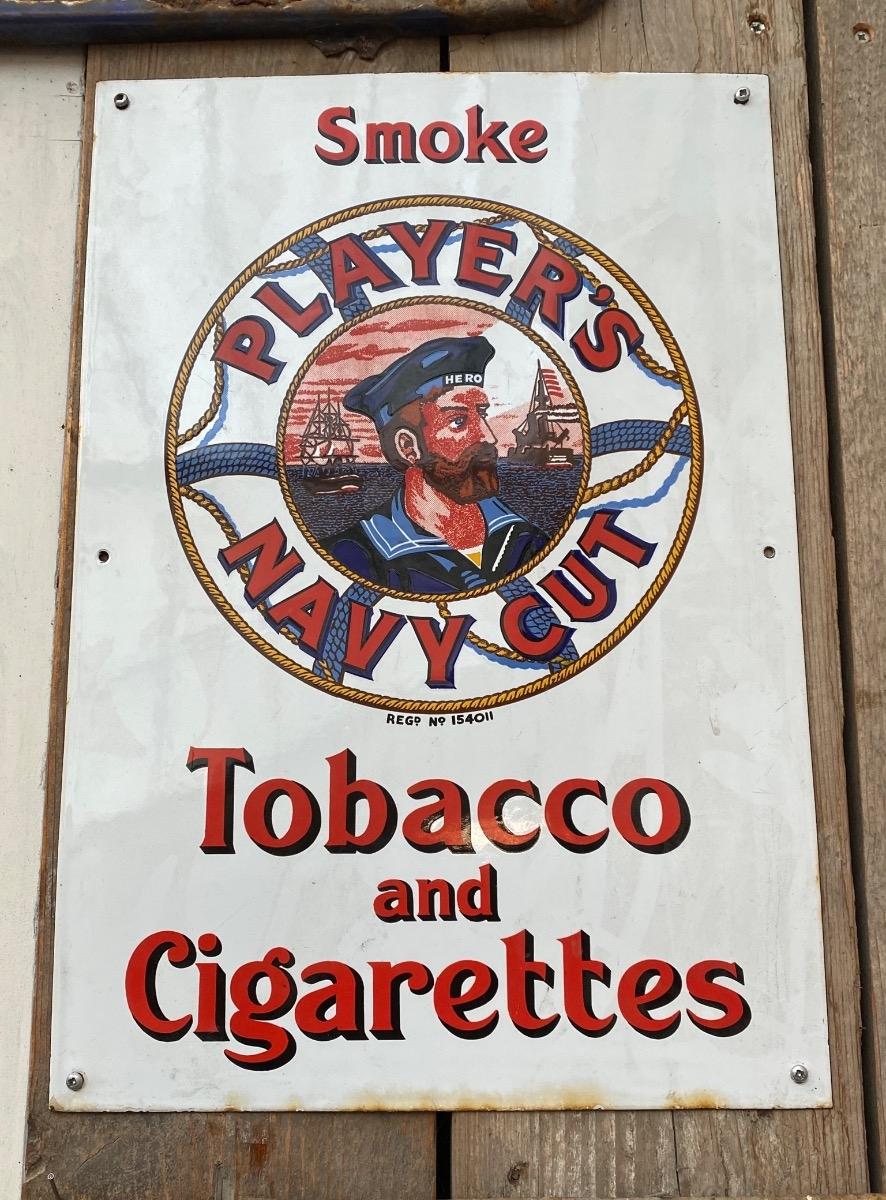 Smoke
PLAYER'S
HERO
NAVY CUT
REGD No 154011
Tobacco
and
Cigarettes